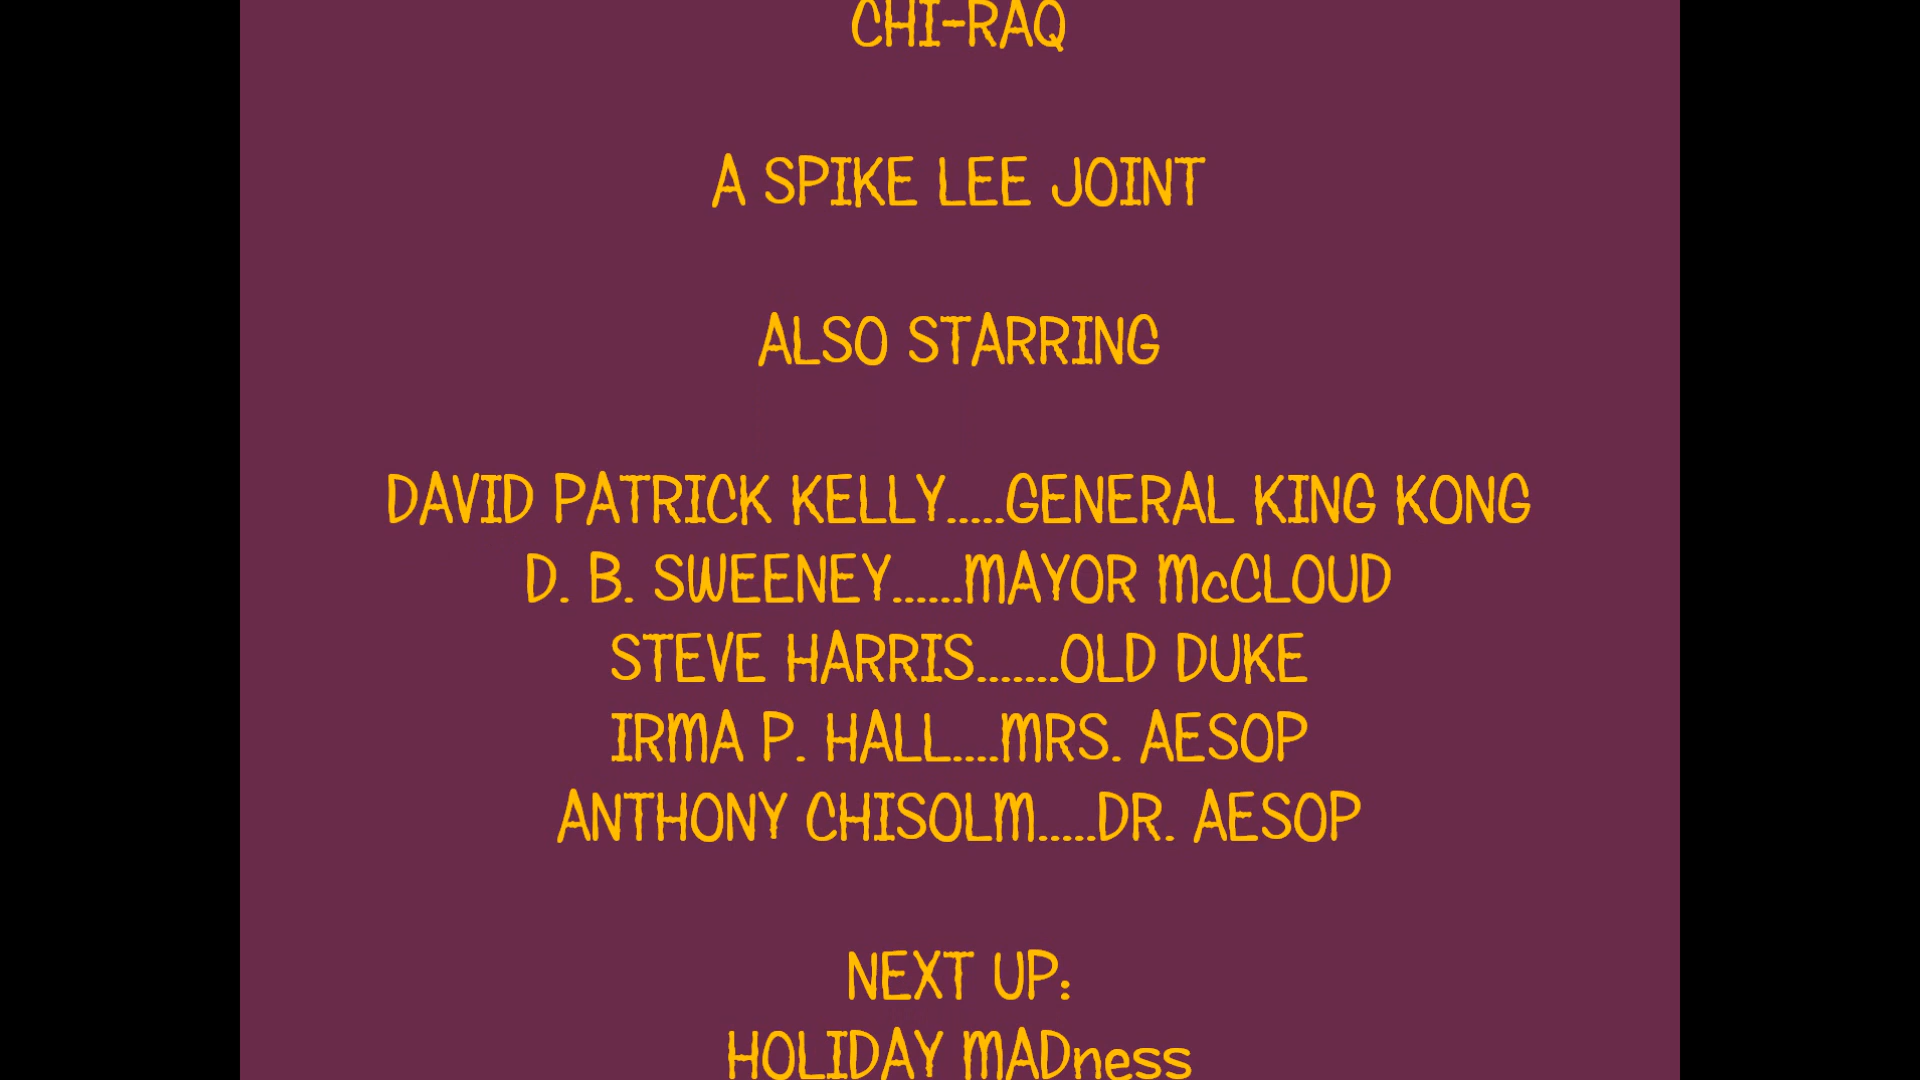 CHI-RAQ
A SPIKE LEE JOINT
ALSO STARRING
DAVID PATRICK KELLY.....GENERAL KING KONG
D. B. SWEENEY......MAYOR McCLOUD
STEVE HARRIS.......OLD DUKE
IRMA P. HALL....MRS. AESOP
ANTHONY CHISOLM.....DR. AESOP
NEXT UP:
HOLIDAY MADness